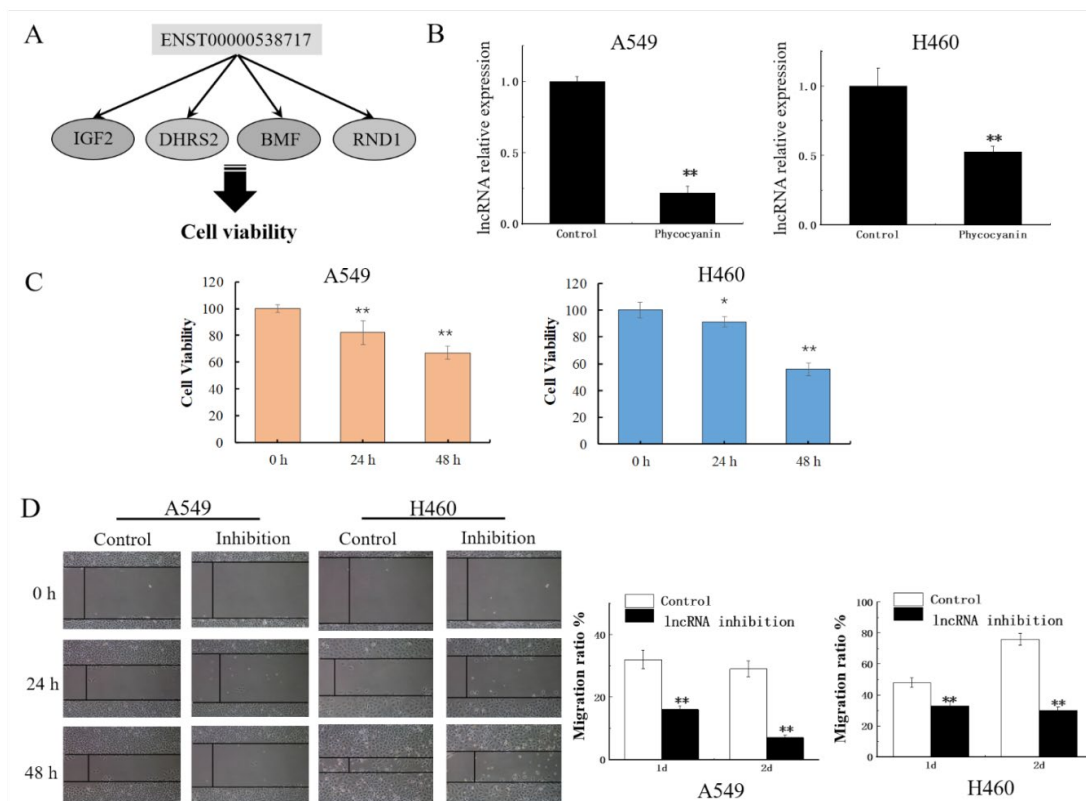 A
ENST00000538717
IGF2 DHRS2 BMF RND1
Cell viability
B
A549
lncRNA relative expression
1.0
0.5
0.0
**
Control Phycocyanin
H460
lncRNA relative expression
1.0
0.5
0.0
**
Control Phycocyanin
C
A549
Cell Viability
120
100
80
60
40
20
0
** **
0 h 24 h 48 h
H460
Cell Viability
120
100
80
60
40
20
0
* **
0 h 24 h 48 h
D
A549 H460
Control Inhibition Control Inhibition
0 h
24 h
48 h
Migration ratio %
Control
lncRNA inhibition
40
20
0
** **
1d 2d
A549
Migration ratio %
Control
lncRNA inhibition
100
80
60
40
20
0
** **
1d 2d
H460